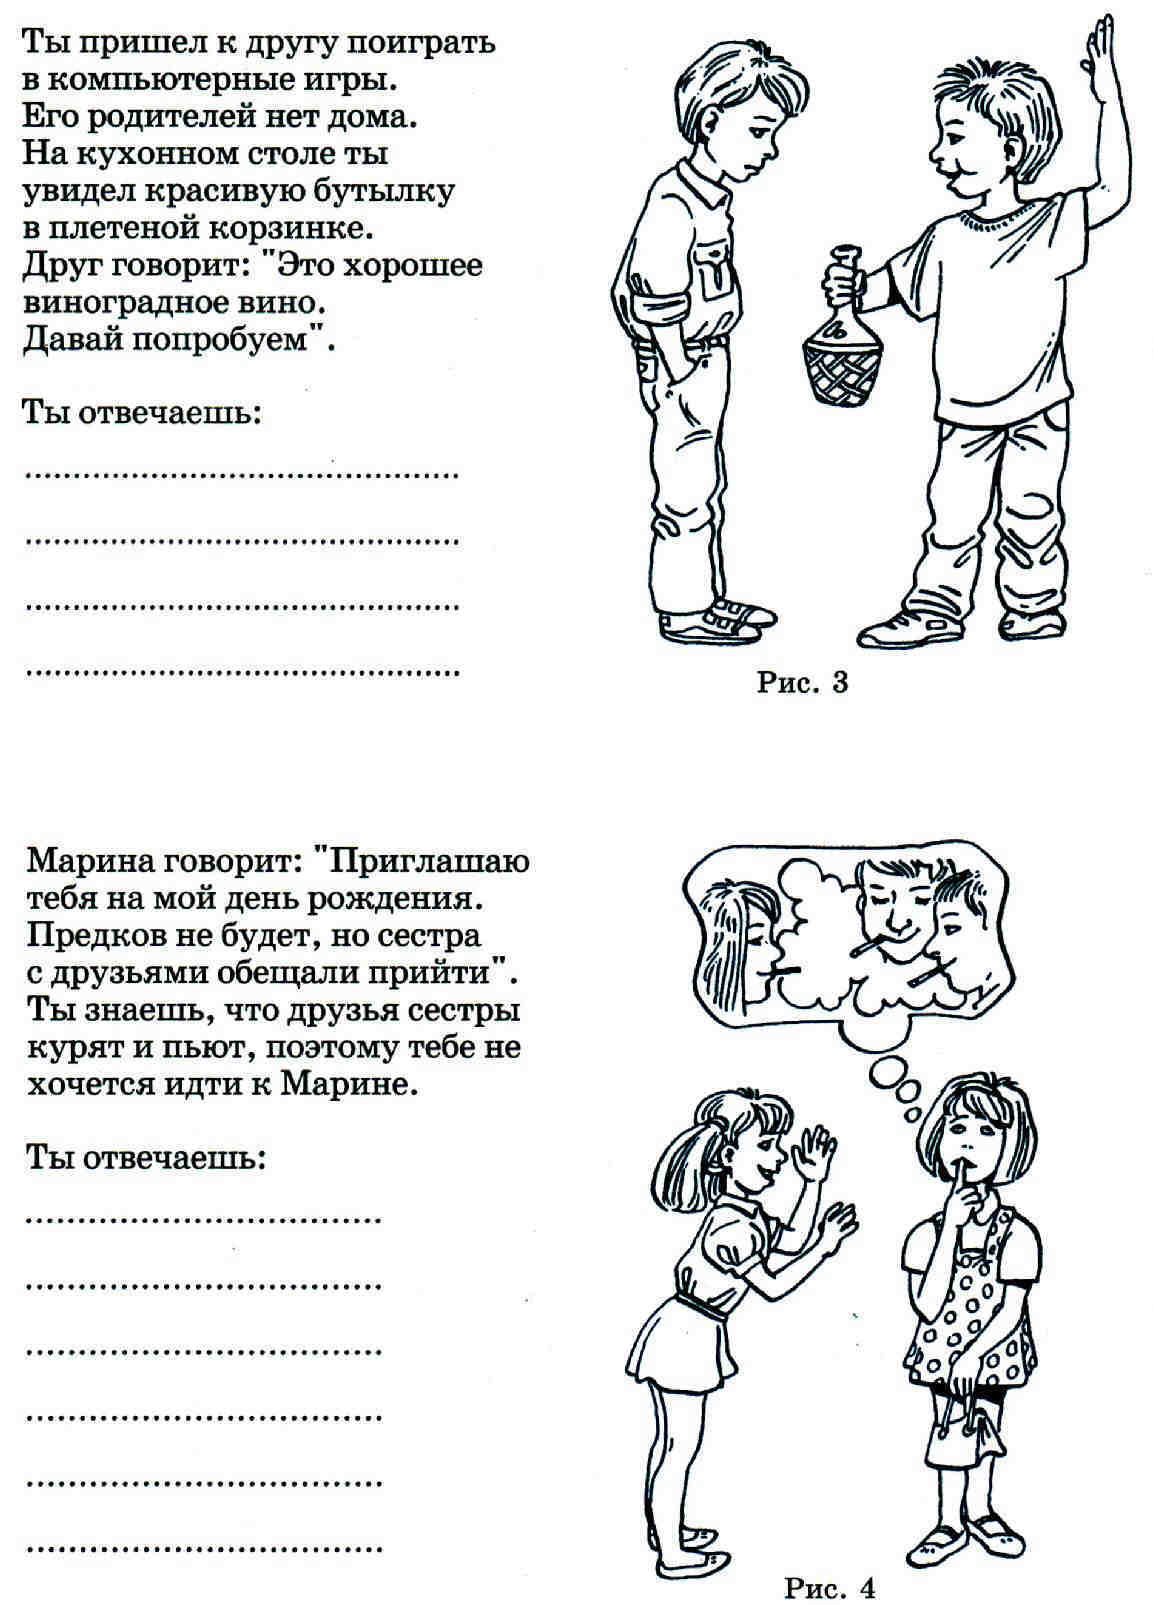 Ты пришел к другу поиграть
в компьютерные игры.
Его родителей нет дома.
На кухонном столе ты
увидел красивую бутылку
в плетеной корзинке.
Друг говорит: "Это хорошее
виноградное вино.
Давай попробуем".
Ты отвечаешь:
Рис. 3
Марина говорит: "Приглашаю
тебя на мой день рождения.
Предков не будет, но сестра
с друзьями обещали прийти".
Ты знаешь, что друзья сестры
курят и пьют, поэтому тебе не
хочется идти к Марине.
Ты отвечаешь:
Рис. 4